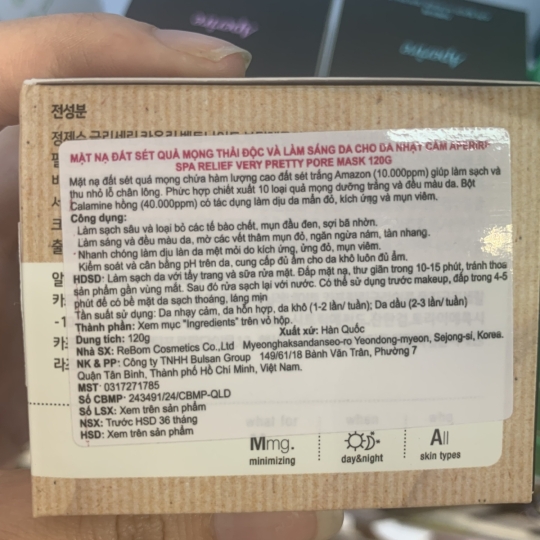 전성분
MẶT NẠ ĐẤT SÉT QUẢ MỌNG THẢI ĐỘC VÀ LÀM SÁNG DA CHO DA NHẠY CẢM APERIRE
SPA RELIEF VERY PRETTY PORE MASK 120G
Mặt nạ đất sét quả mọng chứa hàm lượng cao đất sét trắng Amazon (10.000ppm) giúp làm sạch và
thu nhỏ lỗ chân lông. Phức hợp chiết xuất 10 loại quả mọng dưỡng trắng và đều màu da. Bột
Calamine hồng (40.000ppm) có tác dụng làm dịu da mẩn đỏ, kích ứng và mụn viêm.
Công dụng:
Làm sạch sâu và loại bỏ các tế bào chết, mụn đầu đen, sợi bã nhờn.
Làm sáng và đều màu da, mờ các vết thâm mụn đỏ, ngăn ngừa nám, tàn nhang.
· Nhanh chóng làm dịu làn da mệt mỏi do kích ứng, ửng đỏ, mụn viêm.
Kiểm soát và cân bằng pH trên da, cung cấp đủ ẩm cho da khô luôn đủ ẩm.
HDSD: Làm sạch da với tẩy trang và sữa rửa mặt. Đắp mặt nạ, thư giãn trong 10-15 phút, tránh thoa
sản phẩm gần vùng mắt. Sau đó rửa sạch lại với nước. Có thể sử dụng trước makeup, đắp trong 4-5
phút để có bề mặt da sạch thoáng, láng mịn
Tần suất sử dụng: Da nhạy cảm, da hỗn hợp, da khô (1-2 lần/ tuần); Da dầu (2-3 lần/ tuần)
Thành phần: Xem mục "Ingredients" trên vỏ hộp.
Dung tích: 120g Xuất xứ: Hàn Quốc
Nhà SX: ReBorn Cosmetics Co.,Ltd Myeonghaksandanseo-ro Yeondong-myeon, Sejong-si, Korea.
NK & PP: Công ty TNHH Bulsan Group 149/61/18 Bành Văn Trân, Phường 7
Quận Tân Bình, Thành phố Hồ Chí Minh, Việt Nam.
MST: 0317271785
Số CBMP: 243491/24/CBMP-QLD
Số LSX: Xem trên sản phẩm
NSX: Trước HSD 36 tháng
HSD: Xem trên sản phẩm
Mmg.
minimizing
day&night
All
skin types